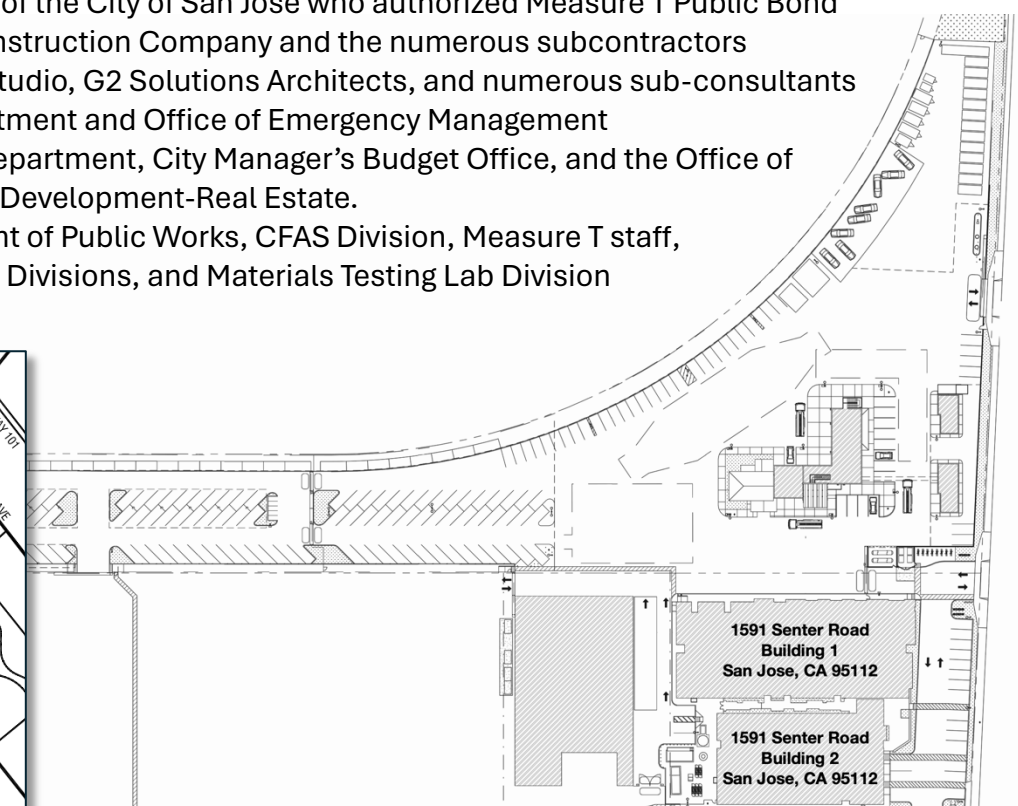 of the City of San Jose who authorized Measure T Public Bond
nstruction Company and the numerous subcontractors
tudio, G2 Solutions Architects, and numerous sub-consultants
tment and Office of Emergency Management
epartment, City Manager’s Budget Office, and the Office of
Development-Real Estate.
nt of Public Works, CFAS Division, Measure T staff,
Divisions, and Materials Testing Lab Division
AY 101
AVE
1591 Senter Road
Building 1
San Jose, CA 95112
1591 Senter Road
Building 2
San Jose, CA 95112